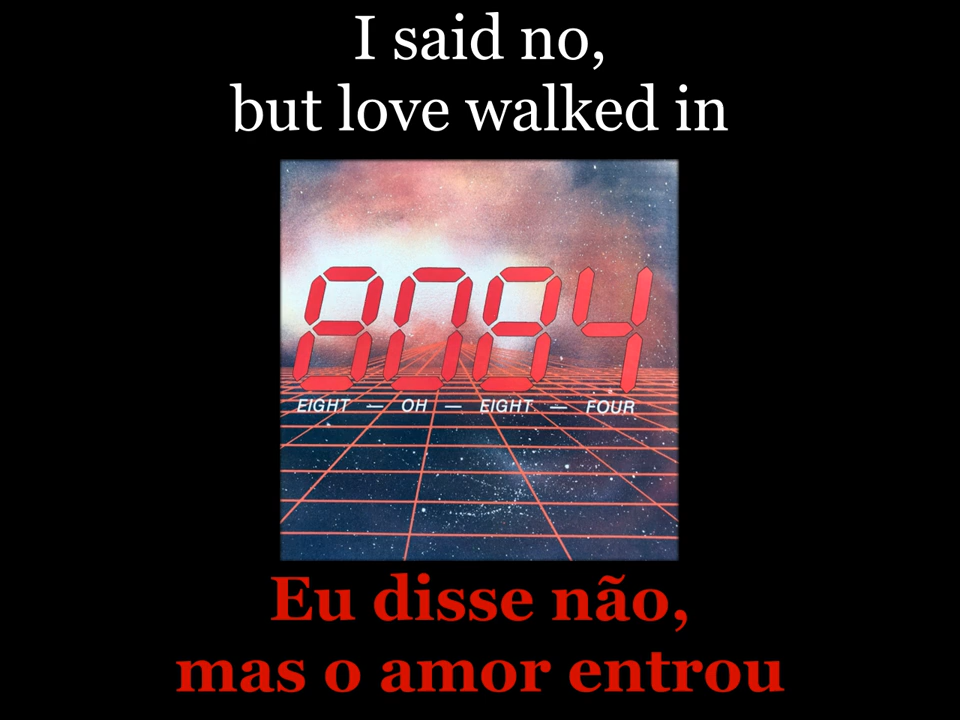 I said no,
but love walked in
8084
EIGHT — OH — EIGHT — FOUR
Eu disse não,
mas o amor entrou